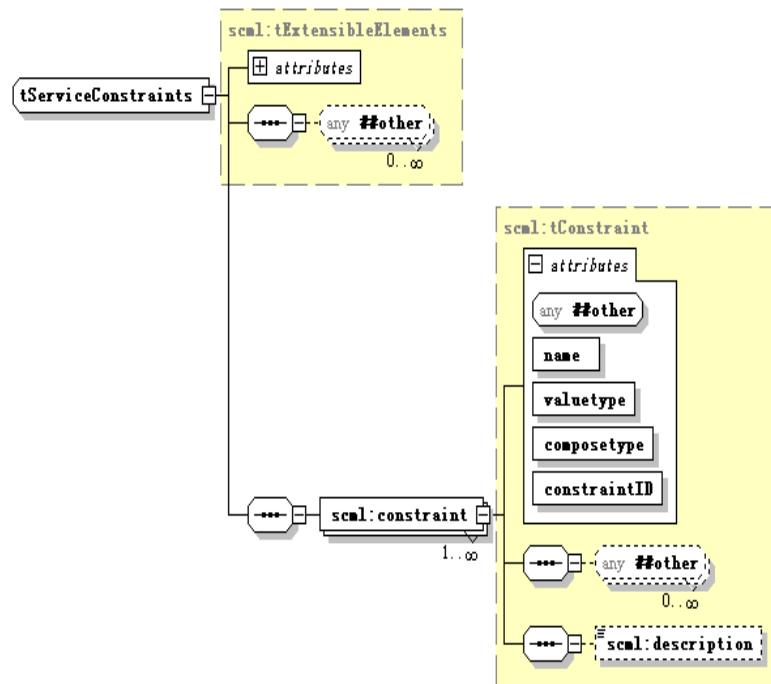 scml:tExtensibleElements
attributes
tServiceConstraints
any ##other
0..∞
scml:tConstraint
attributes
any ##other
name
valuetype
composetype
constraintID
scml:constraint
1..∞
any ##other
0..∞
scml:description